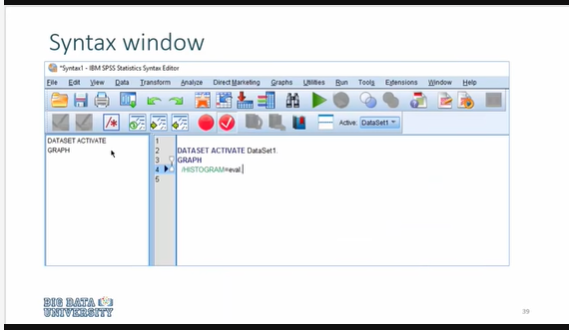 Syntax window
*Syntax1 - IBM SPSS Statistics Syntax Editor
File Edit View Data Transform Analyze Direct Marketing Graphs Utilities Run Tools Extensions Window Help
Active: DataSet1
DATASET ACTIVATE
GRAPH
1
2 DATASET ACTIVATE DataSet1.
3 GRAPH
4 /HISTOGRAM=eval.
5
BIG DATA
UNIVERSITY
39